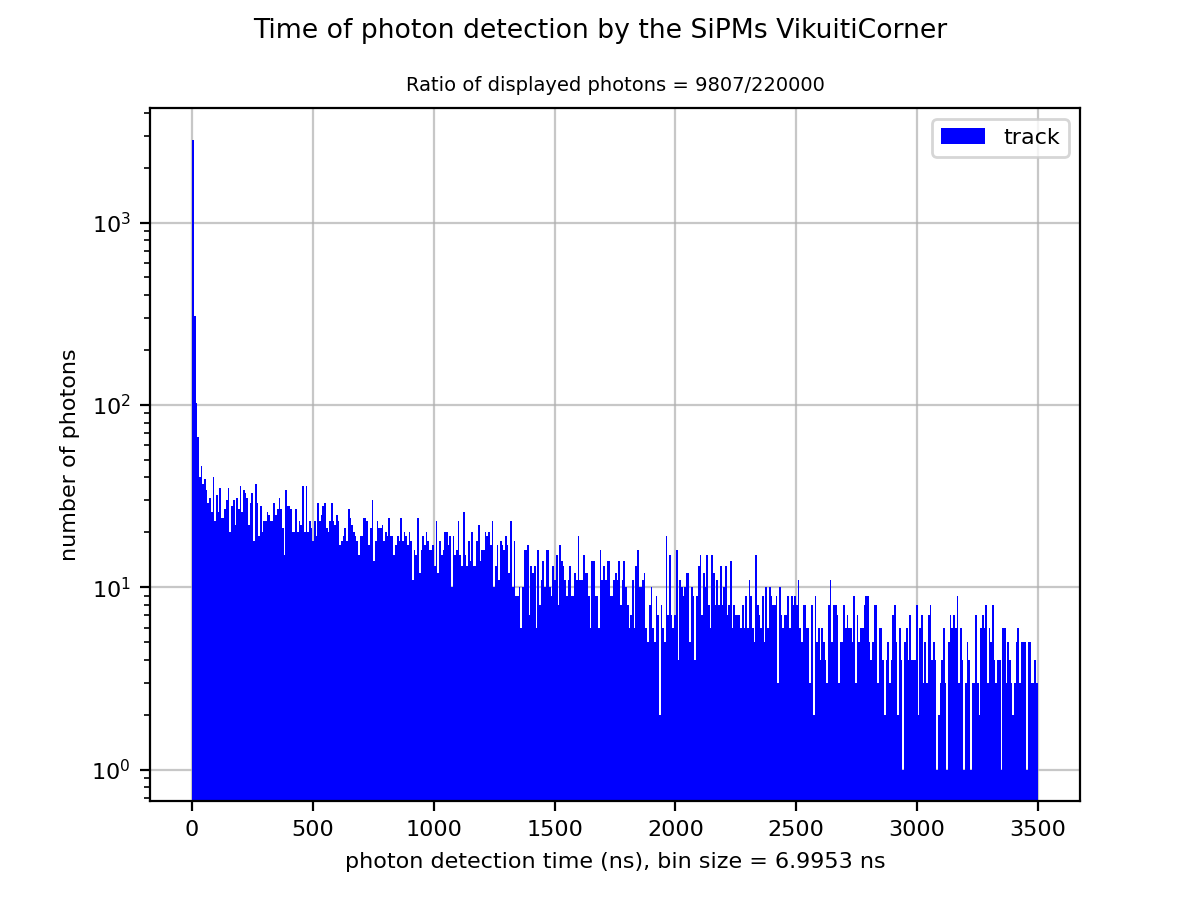 Time of photon detection by the SiPMs VikuitiCorner
Ratio of displayed photons = 9807/220000
track
number of photons
10³
10²
10¹
10⁰
0 500 1000 1500 2000 2500 3000 3500
photon detection time (ns), bin size = 6.9953 ns